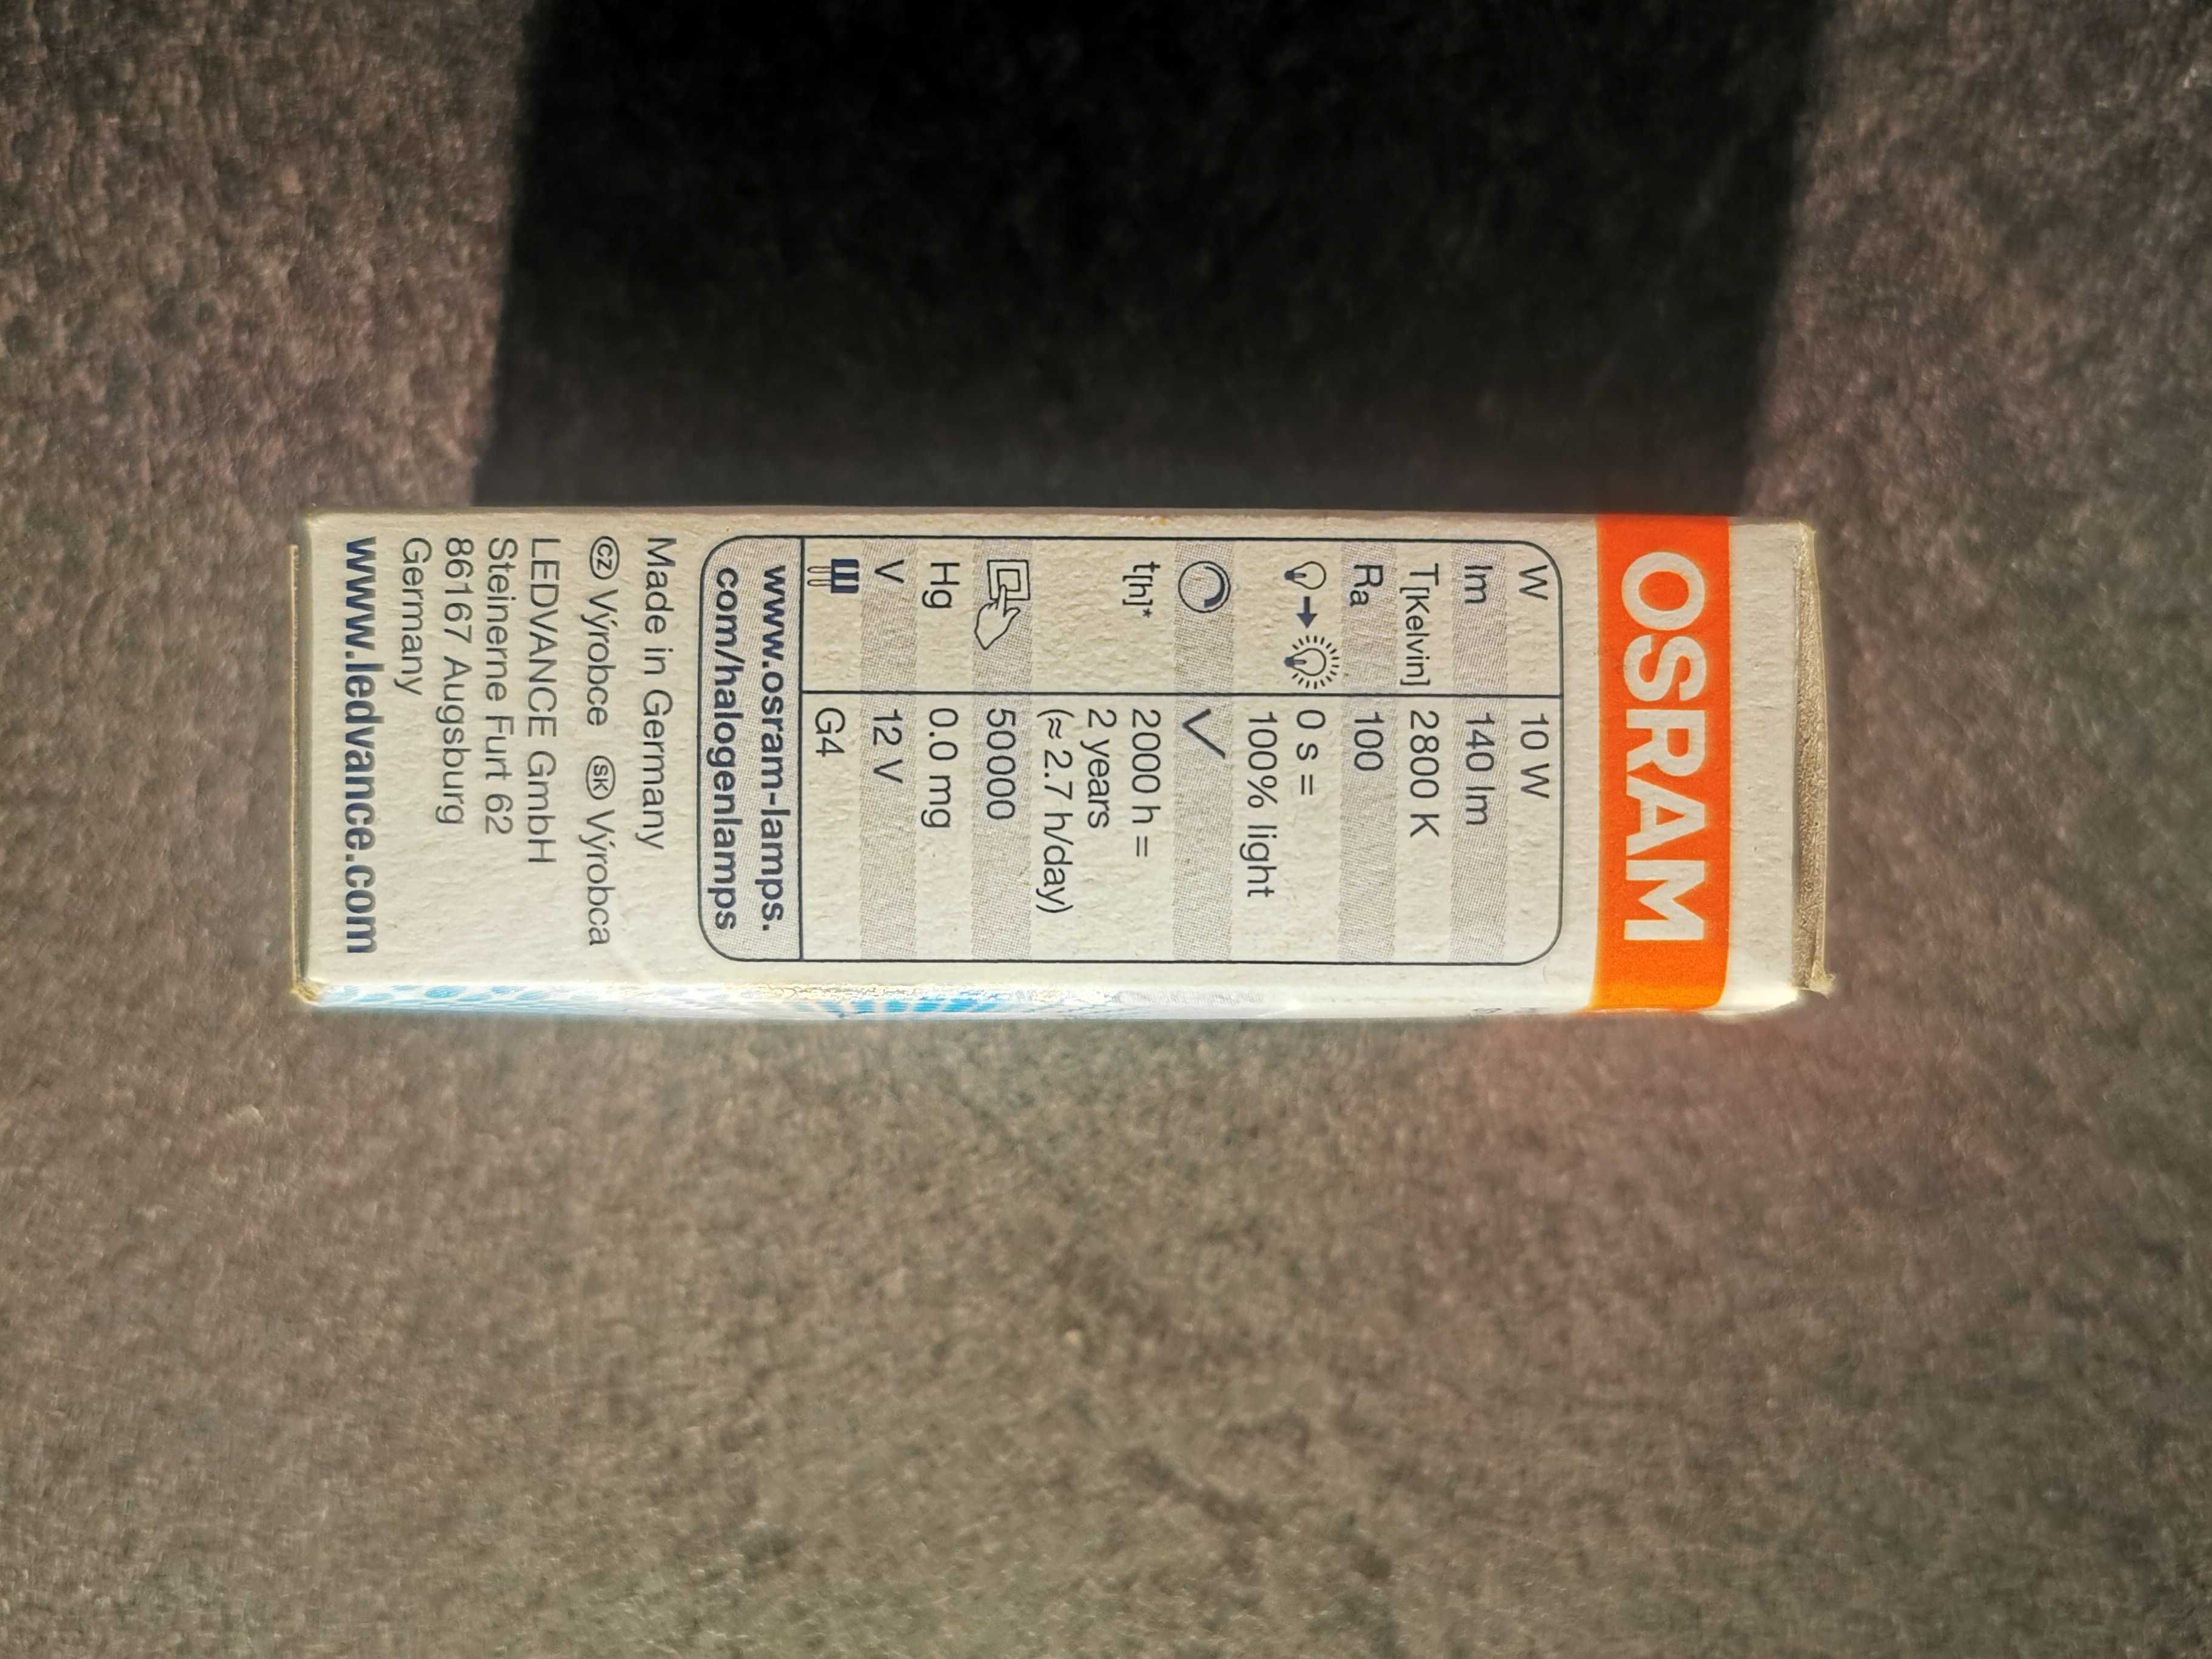 OSRAM
W 10 W
lm 140 lm
T[Kelvin] 2800 K
Ra 100
0 s =
100% light
t[h]* 2000 h =
2 years
(≈ 2.7 h/day)
50000
Hg 0.0 mg
V 12 V
G4
www.osram-lamps.
com/halogenlamps
Made in Germany
CZ Výrobce SK Výrobca
LEDVANCE GmbH
Steinerne Furt 62
86167 Augsburg
Germany
www.ledvance.com